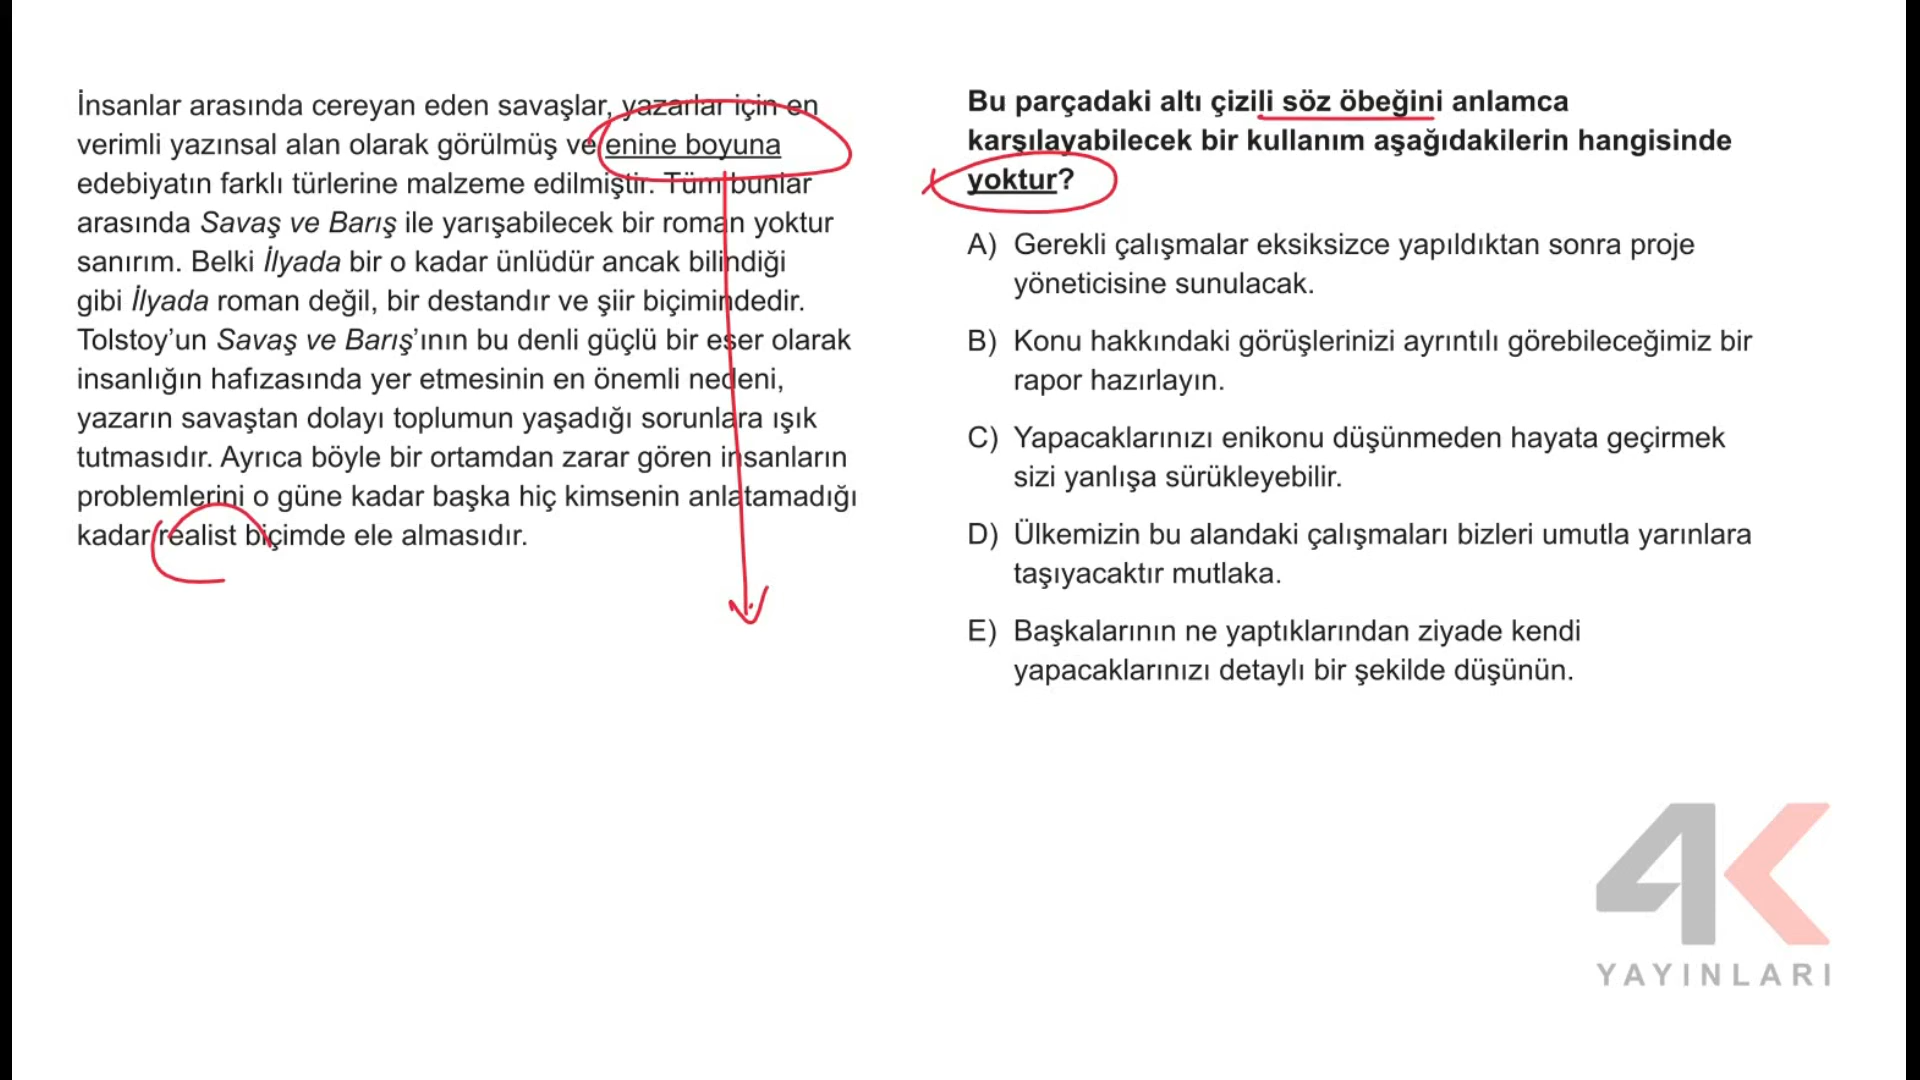 İnsanlar arasında cereyan eden savaşlar, yazarlar için en
verimli yazınsal alan olarak görülmüş ve enine boyuna
edebiyatın farklı türlerine malzeme edilmiştir. Tüm bunlar
arasında Savaş ve Barış ile yarışabilecek bir roman yoktur
sanırım. Belki İlyada bir o kadar ünlüdür ancak bilindiği
gibi İlyada roman değil, bir destandır ve şiir biçimindedir.
Tolstoy’un Savaş ve Barış’ının bu denli güçlü bir eser olarak
insanlığın hafızasında yer etmesinin en önemli nedeni,
yazarın savaştan dolayı toplumun yaşadığı sorunlara ışık
tutmasıdır. Ayrıca böyle bir ortamdan zarar gören insanların
problemlerini o güne kadar başka hiç kimsenin anlatamadığı
kadar realist biçimde ele almasıdır.
Bu parçadaki altı çizili söz öbeğini anlamca
karşılayabilecek bir kullanım aşağıdakilerin hangisinde
yoktur?
A) Gerekli çalışmalar eksiksizce yapıldıktan sonra proje
yöneticisine sunulacak.
B) Konu hakkındaki görüşlerinizi ayrıntılı görebileceğimiz bir
rapor hazırlayın.
C) Yapacaklarınızı enikonu düşünmeden hayata geçirmek
sizi yanlışa sürükleyebilir.
D) Ülkemizin bu alandaki çalışmaları bizleri umutla yarınlara
taşıyacaktır mutlaka.
E) Başkalarının ne yaptıklarından ziyade kendi
yapacaklarınızı detaylı bir şekilde düşünün.
4K
YAYINLARI